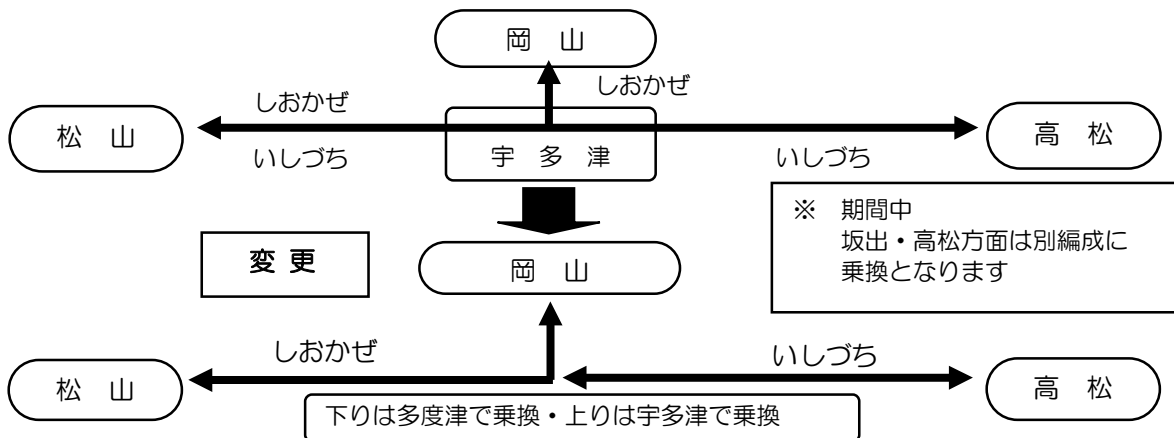 岡　山
しおかぜ
しおかぜ
松　山
宇　多　津
高　松
いしづち
いしづち
※　期間中
坂出・高松方面は別編成に
乗換となります
変 更
岡　山
しおかぜ
いしづち
松　山
高　松
下りは多度津で乗換・上りは宇多津で乗換